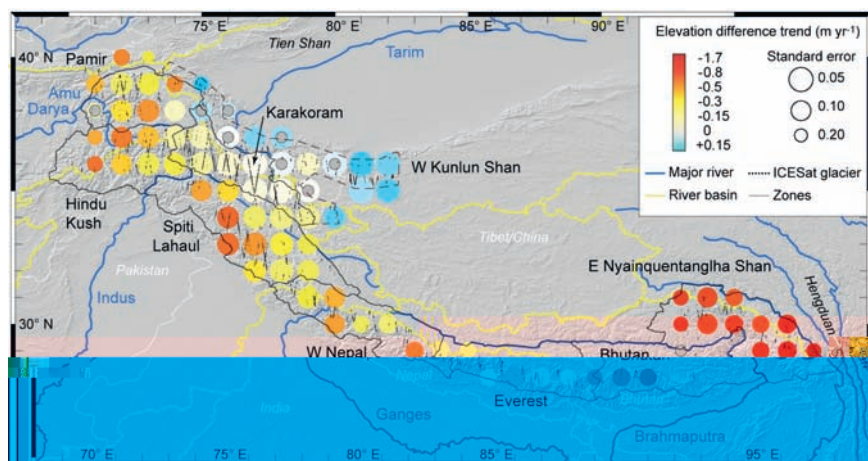 75° E
80° E
85° E
90° E
40° N
Pamir
Tien Shan
Tarim
Amu
Darya
Karakoram
W Kunlun Shan
Hindu
Kush
Spiti
Lahaul
Tibet/China
Pakistan
E Nyainquentanglha Shan
Hengduan
Indus
30° N
W Nepal
Bhutan
Nepal
Everest
Bhutan
India
Ganges
Brahmaputra
70° E
75° E
80° E
85° E
90° E
95° E
Elevation difference trend (m yr⁻¹)
-1.7
-0.8
-0.5
-0.3
-0.15
0
+0.15
Standard error
0.05
0.10
0.20
Major river
ICESat glacier
River basin
Zones